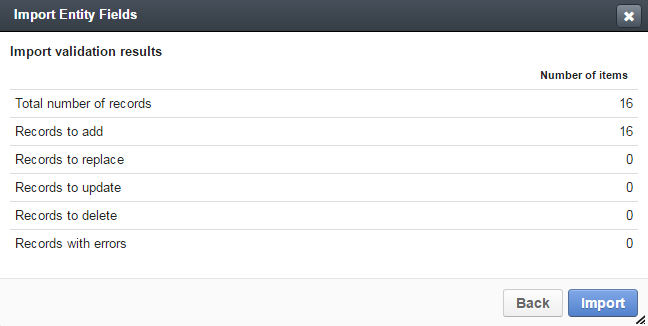 Import Entity Fields
Import validation results
Number of items
Total number of records 16
Records to add 16
Records to replace 0
Records to update 0
Records to delete 0
Records with errors 0
Back Import